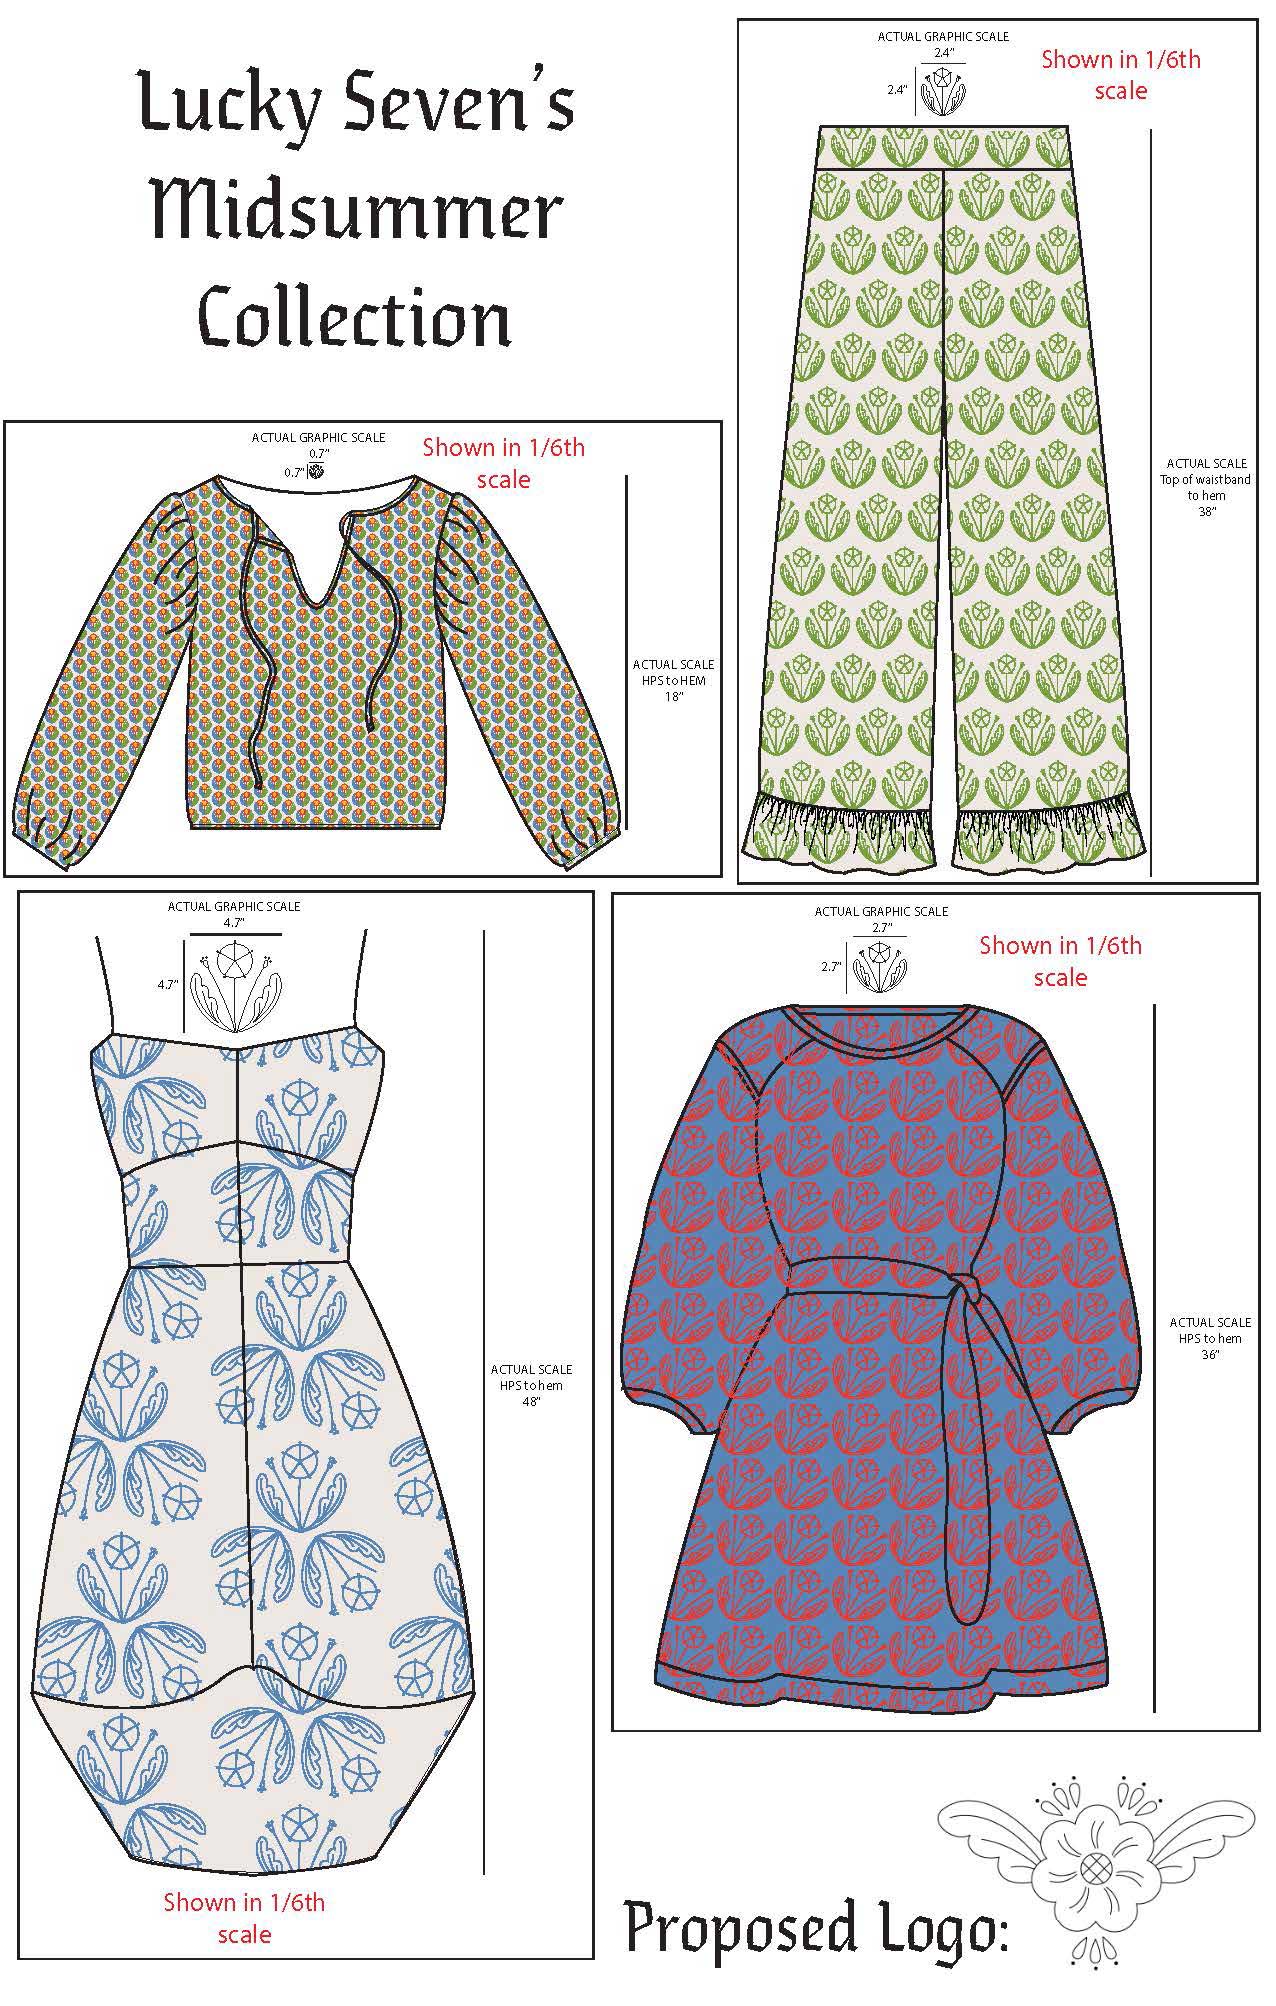 Lucky Seven's
Midsummer
Collection
ACTUAL GRAPHIC SCALE
2.4"
2.4"
Shown in 1/6th
scale
ACTUAL SCALE
Top of waistband
to hem
38"
ACTUAL GRAPHIC SCALE
0.7"
0.7"
Shown in 1/6th
scale
ACTUAL SCALE
HPS to HEM
18"
ACTUAL GRAPHIC SCALE
4.7"
4.7"
ACTUAL SCALE
HPS to hem
48"
Shown in 1/6th
scale
ACTUAL GRAPHIC SCALE
2.7"
2.7"
Shown in 1/6th
scale
ACTUAL SCALE
HPS to hem
36"
Proposed Logo: